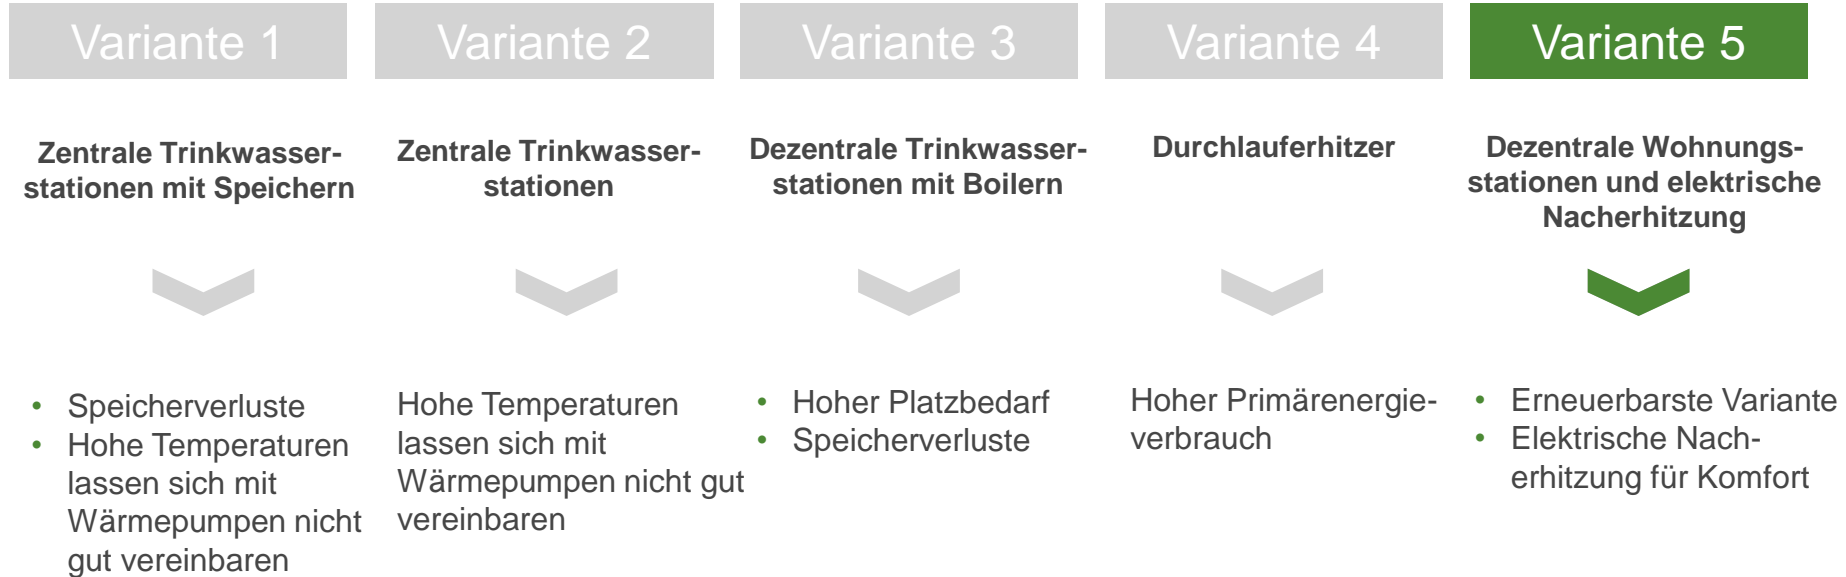 Variante 1
Zentrale Trinkwasser-
stationen mit Speichern
• Speicherverluste
• Hohe Temperaturen
lassen sich mit
Wärmepumpen nicht
gut vereinbaren
Variante 2
Zentrale Trinkwasser-
stationen
Hohe Temperaturen
lassen sich mit
Wärmepumpen nicht gut
vereinbaren
Variante 3
Dezentrale Trinkwasser-
stationen mit Boilern
• Hoher Platzbedarf
• Speicherverluste
Variante 4
Durchlauferhitzer
Hoher Primärenergie-
verbrauch
Variante 5
Dezentrale Wohnungs-
stationen und elektrische
Nacherhitzung
• Erneuerbarste Variante
• Elektrische Nach-
erhitzung für Komfort